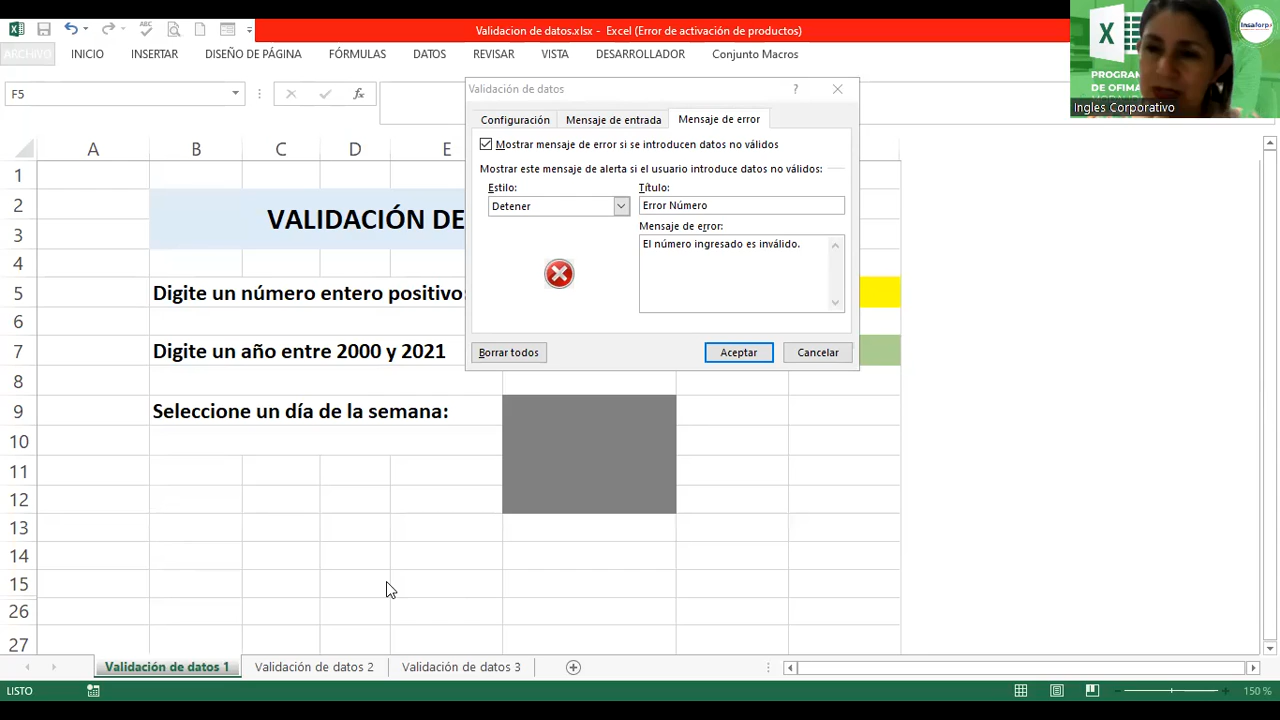 Validacion de datos.xlsx - Excel (Error de activación de productos)
ARCHIVO INICIO INSERTAR DISEÑO DE PÁGINA FÓRMULAS DATOS REVISAR VISTA DESARROLLADOR Conjunto Macros
PROGRAM
DE OFIM
Insaforp
Ingles Corporativo
F5
fx
Validación de datos
Configuración Mensaje de entrada Mensaje de error
Mostrar mensaje de error si se introducen datos no válidos
Mostrar este mensaje de alerta si el usuario introduce datos no válidos:
Estilo: Título:
Detener Error Número
Mensaje de error:
El número ingresado es inválido.
Borrar todos Aceptar Cancelar
A B C D E
1
2
VALIDACIÓN DE
3
4
5 Digite un número entero positivo:
6
7 Digite un año entre 2000 y 2021
8
9 Seleccione un día de la semana:
10
11
12
13
14
15
26
27
Validación de datos 1 Validación de datos 2 Validación de datos 3
LISTO 150 %